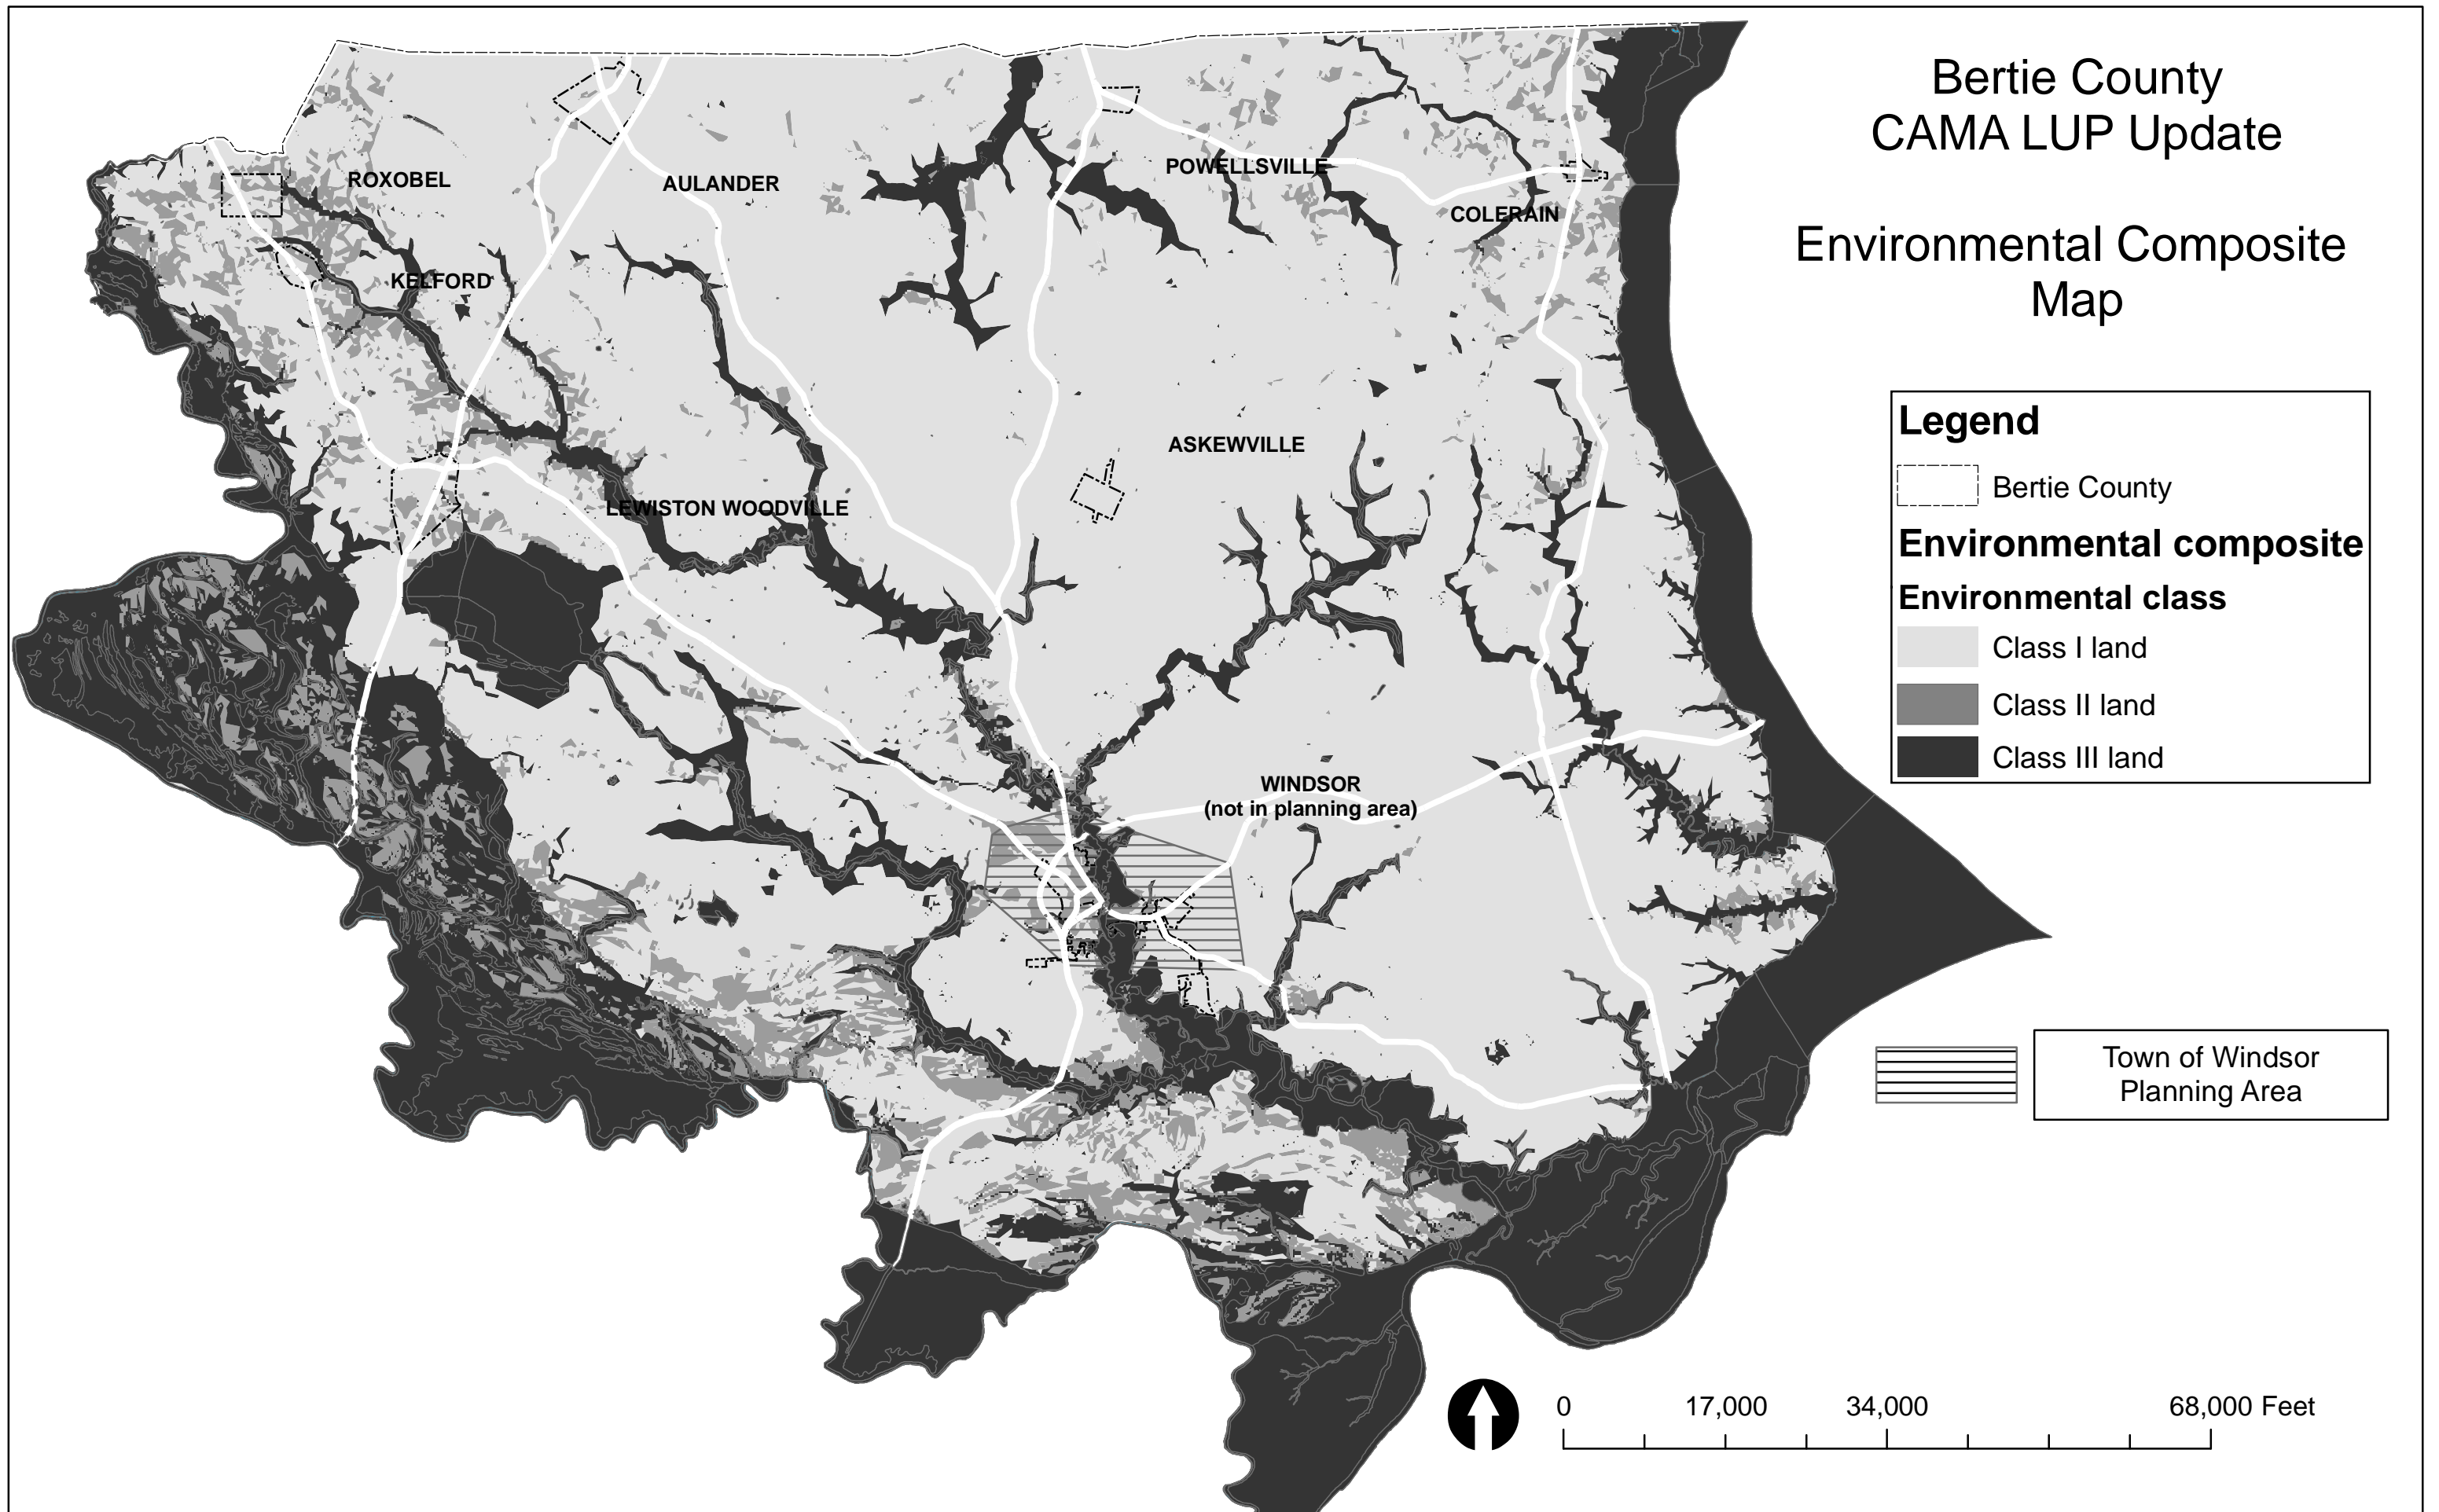 Bertie County
CAMA LUP Update
Environmental Composite
Map
ROXOBEL
AULANDER
POWELLSVILLE
COLERAIN
KELFORD
ASKEWVILLE
LEWISTON WOODVILLE
WINDSOR
(not in planning area)
Legend
Bertie County
Environmental composite
Environmental class
Class I land
Class II land
Class III land
Town of Windsor
Planning Area
0 17,000 34,000 68,000 Feet